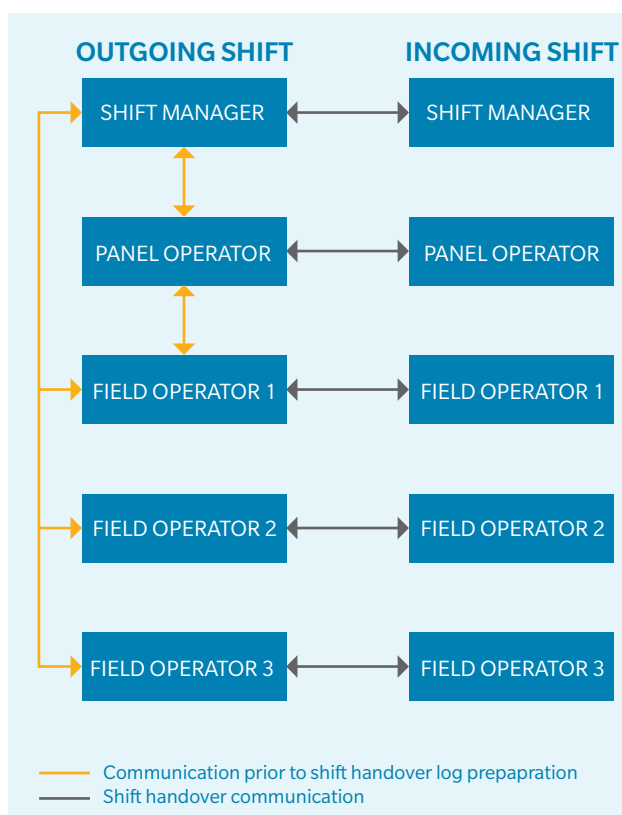 OUTGOING SHIFT
INCOMING SHIFT
SHIFT MANAGER
SHIFT MANAGER
PANEL OPERATOR
PANEL OPERATOR
FIELD OPERATOR 1
FIELD OPERATOR 1
FIELD OPERATOR 2
FIELD OPERATOR 2
FIELD OPERATOR 3
FIELD OPERATOR 3
Communication prior to shift handover log prepapration
Shift handover communication